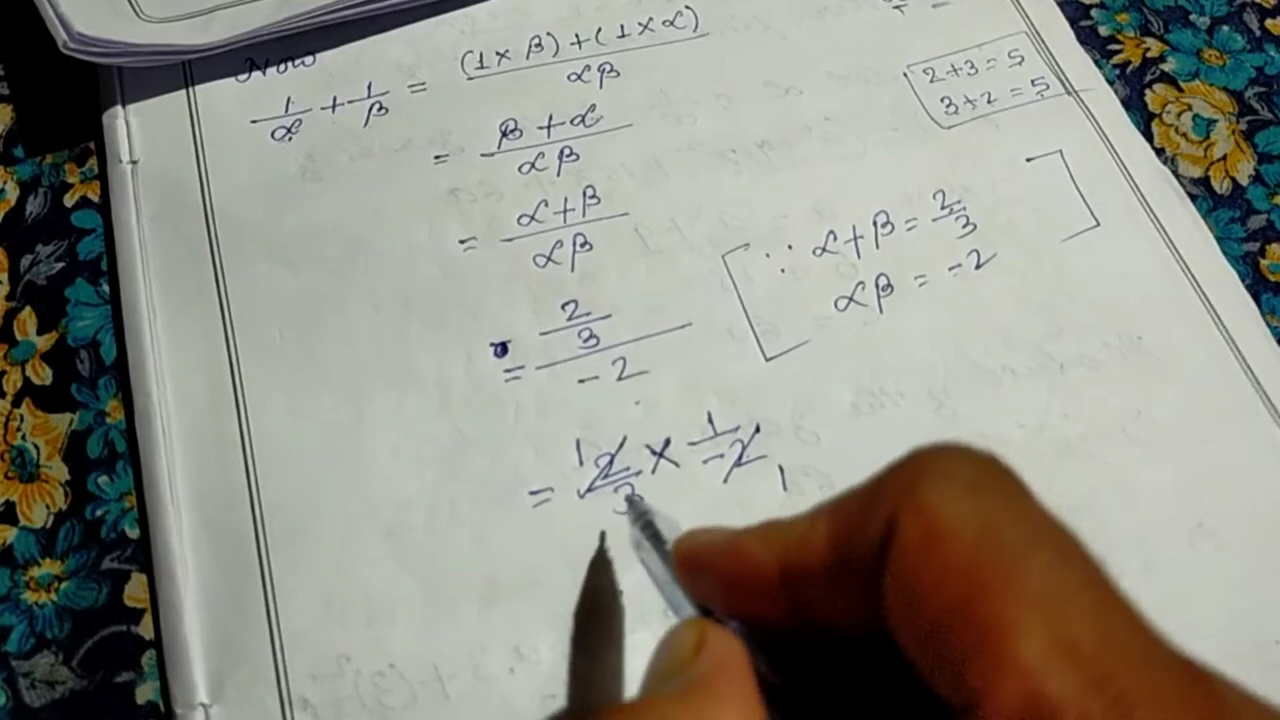 Now
1/α + 1/β = (1 × β) + (1 × α) / αβ
2 + 3 = 5
3 + 2 = 5
= β + α / αβ
= α + β / αβ
[∵ α + β = 2/3
αβ = -2]
= 2/3 / -2
= 1 2/3 × 1/-2 1